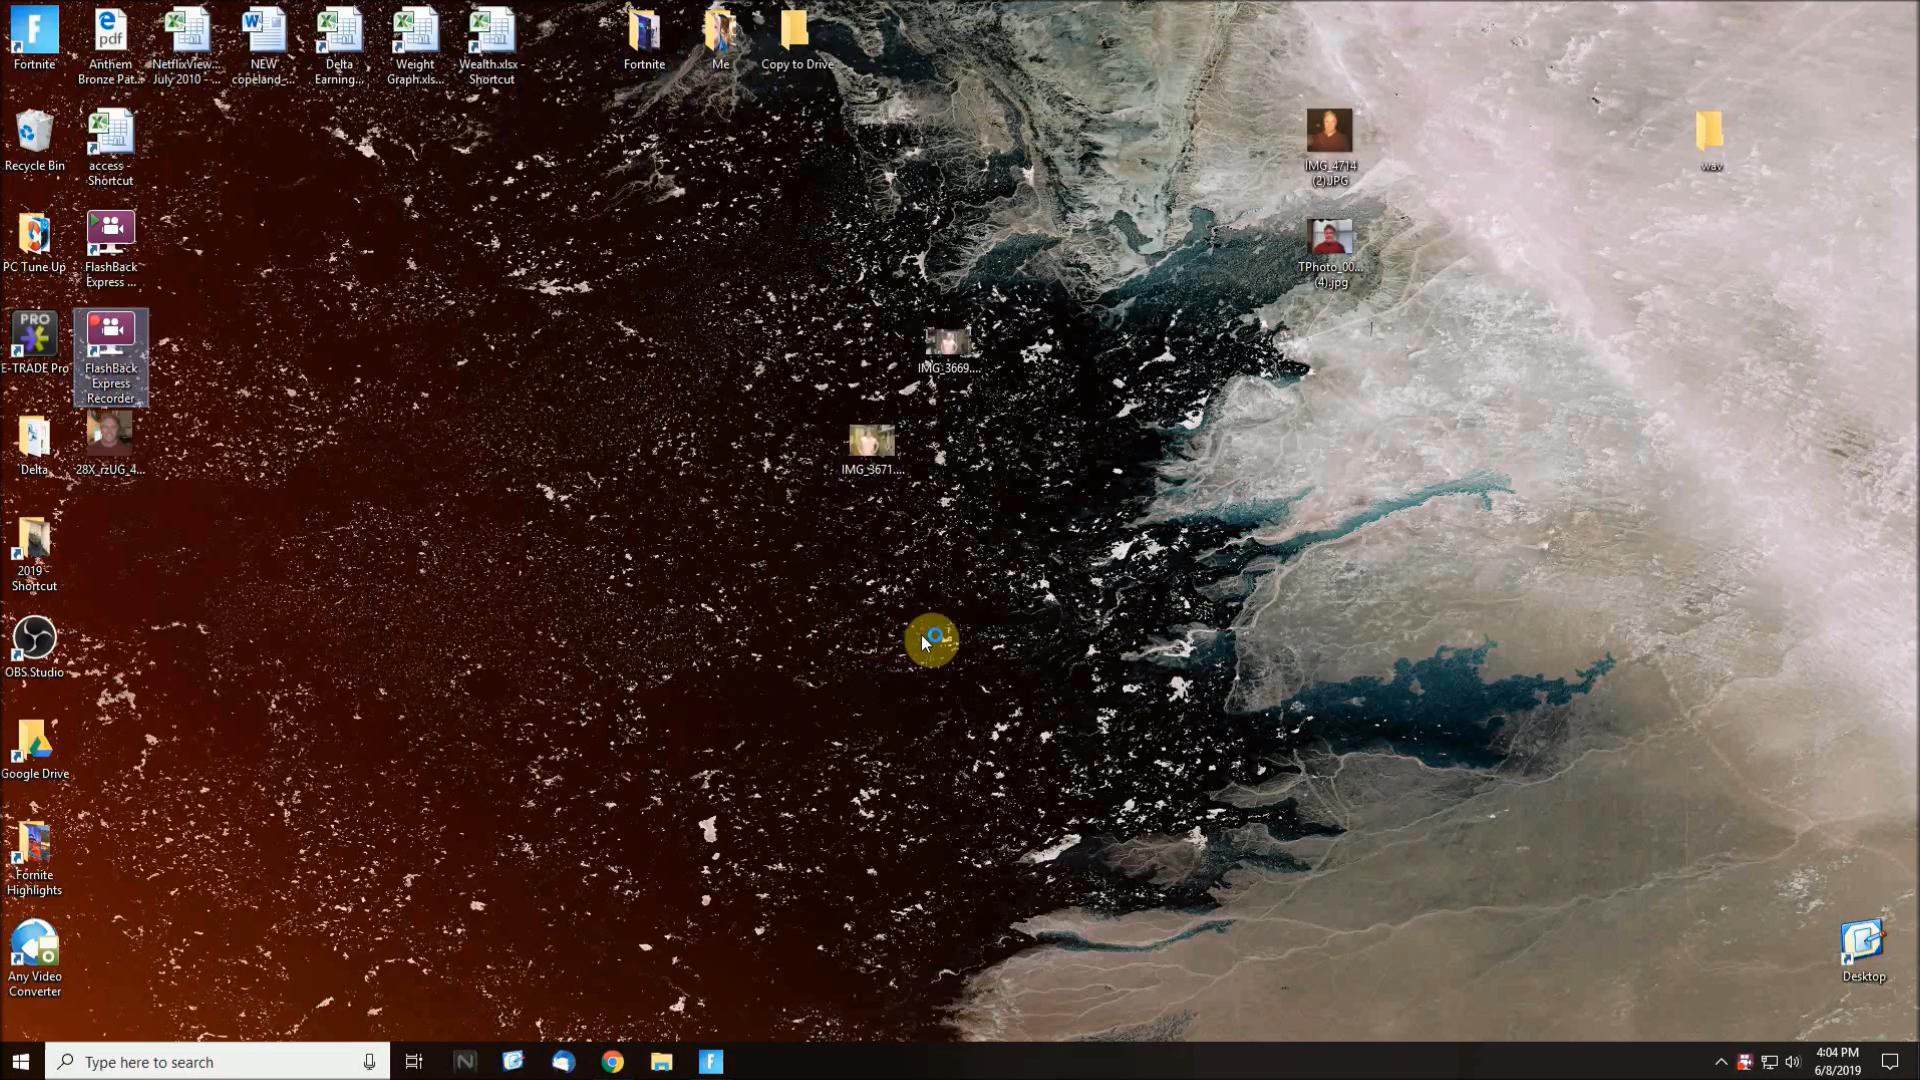 Fortnite
pdf
Anthem
Bronze Pat...
NetflixView...
July 2010 - ...
NEW
copeland_...
Delta
Earning...
Weight
Graph.xls...
Wealth.xlsx -
Shortcut
Fortnite
Me
Copy to Drive
Recycle Bin
access -
Shortcut
IMG_4714
(2).JPG
wav
PC Tune Up
FlashBack
Express ...
TPhoto_00...
(4).jpg
PRO
E-TRADE Pro
FlashBack
Express
Recorder
IMG_3669....
Delta
28X_rzUG_4...
IMG_3671....
2019 -
Shortcut
OBS Studio
Google Drive
Fornite
Highlights
Any Video
Converter
Desktop
Type here to search
4:04 PM
6/8/2019